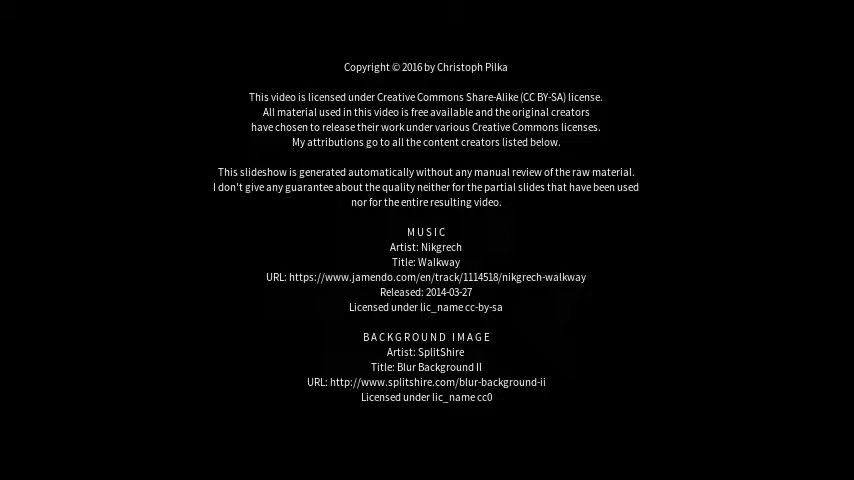 Copyright © 2016 by Christoph Pilka
This video is licensed under Creative Commons Share-Alike (CC BY-SA) license.
All material used in this video is free available and the original creators
have chosen to release their work under various Creative Commons licenses.
My attributions go to all the content creators listed below.
This slideshow is generated automatically without any manual review of the raw material.
I don't give any guarantee about the quality neither for the partial slides that have been used
nor for the entire resulting video.
MUSIC
Artist: Nikgrech
Title: Walkway
URL: https://www.jamendo.com/en/track/1114518/nikgrech-walkway
Released: 2014-03-27
Licensed under lic_name cc-by-sa
BACKGROUND IMAGE
Artist: SplitShire
Title: Blur Background II
URL: http://www.splitshire.com/blur-background-ii
Licensed under lic_name cc0